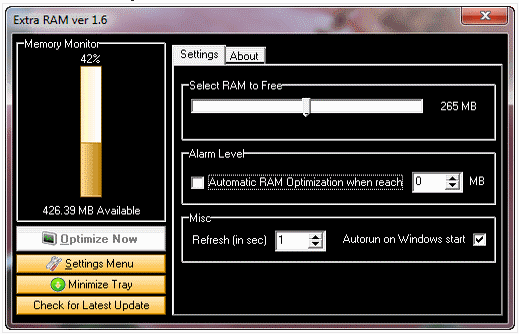 Extra RAM ver 1.6
Memory Monitor
42%
426.39 MB Available
Optimize Now
Settings Menu
Minimize Tray
Check for Latest Update
Settings
About
Select RAM to Free
265 MB
Alarm Level
Automatic RAM Optimization when reach 0 MB
Misc
Refresh (in sec) 1 Autorun on Windows start